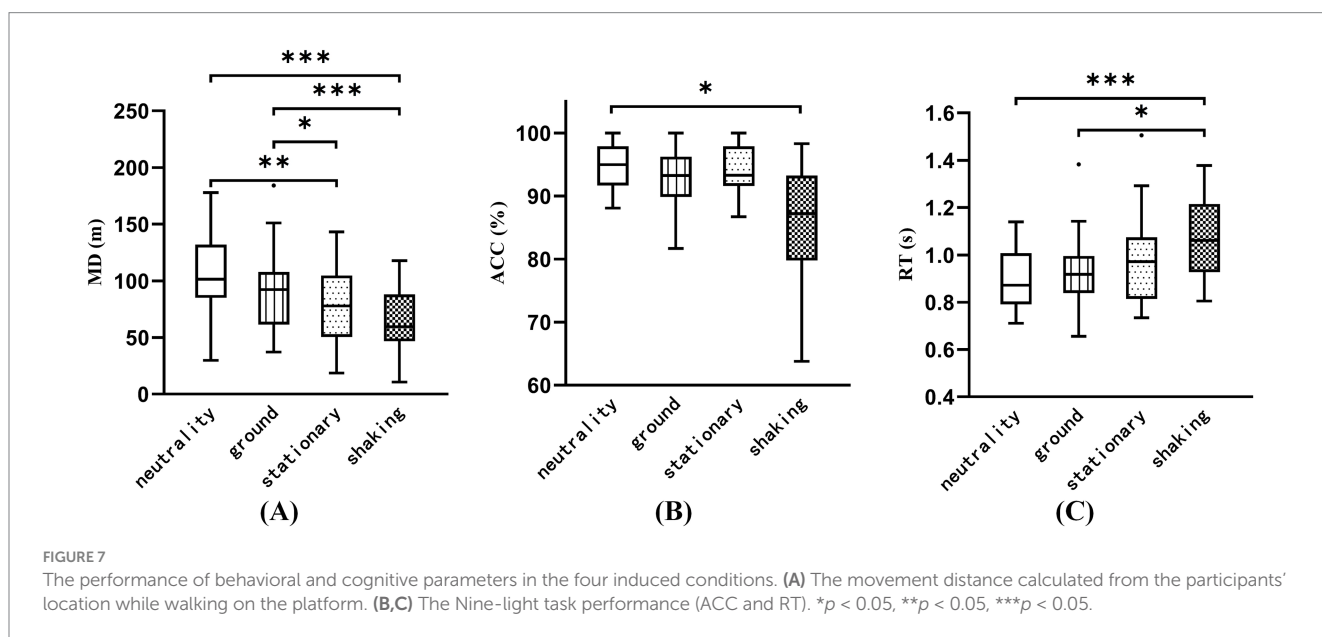 ***
***
*
**
250
200
150
100
50
0
MD (m)
neutrality
ground
stationary
shaking
(A)
*
100
90
80
70
60
ACC (%)
neutrality
ground
stationary
shaking
(B)
***
*
1.6
1.4
1.2
1.0
0.8
0.6
0.4
RT (s)
neutrality
ground
stationary
shaking
(C)
FIGURE 7
The performance of behavioral and cognitive parameters in the four induced conditions. (A) The movement distance calculated from the participants’
location while walking on the platform. (B,C) The Nine-light task performance (ACC and RT). *p < 0.05, **p < 0.05, ***p < 0.05.